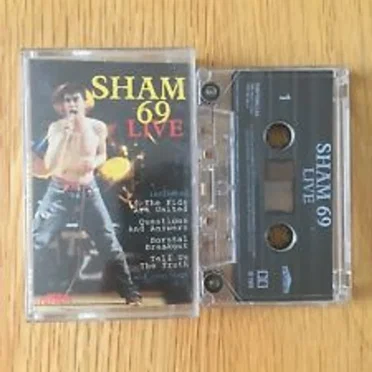 SHAM
69
LIVE
If The Kids
Are United
Questions
And Answers
Borstal
Breakout
Tell Us
The Truth
1
SHAM 69
LIVE